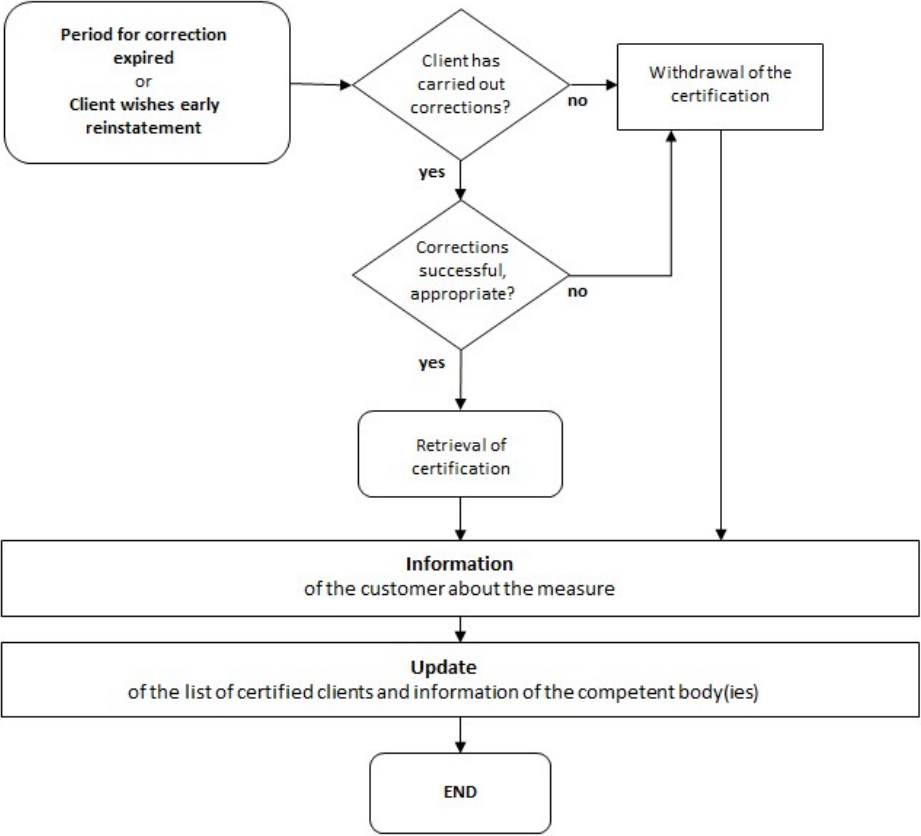 Period for correction
expired
or
Client wishes early
reinstatement
Client has
carried out
corrections?
no
Withdrawal of the
certification
yes
Corrections
successful,
appropriate?
no
yes
Retrieval of
certification
Information
of the customer about the measure
Update
of the list of certified clients and information of the competent body(ies)
END